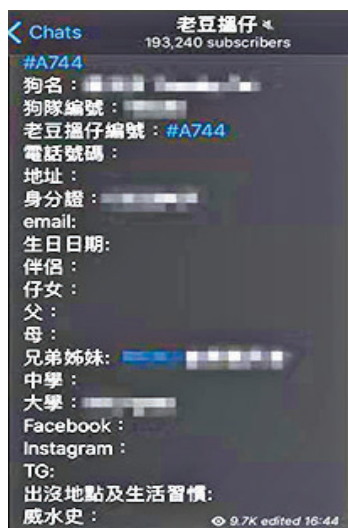 Chats
老豆搵仔
193,240 subscribers
#A744
狗名：
狗隊編號：
老豆搵仔編號：#A744
電話號碼：
地址：
身分證：
email:
生日日期:
伴侶：
仔女：
父：
母：
兄弟姊妹:
中學：
大學：
Facebook：
Instagram：
TG:
出沒地點及生活習慣:
威水史：
9.7K edited 16:44